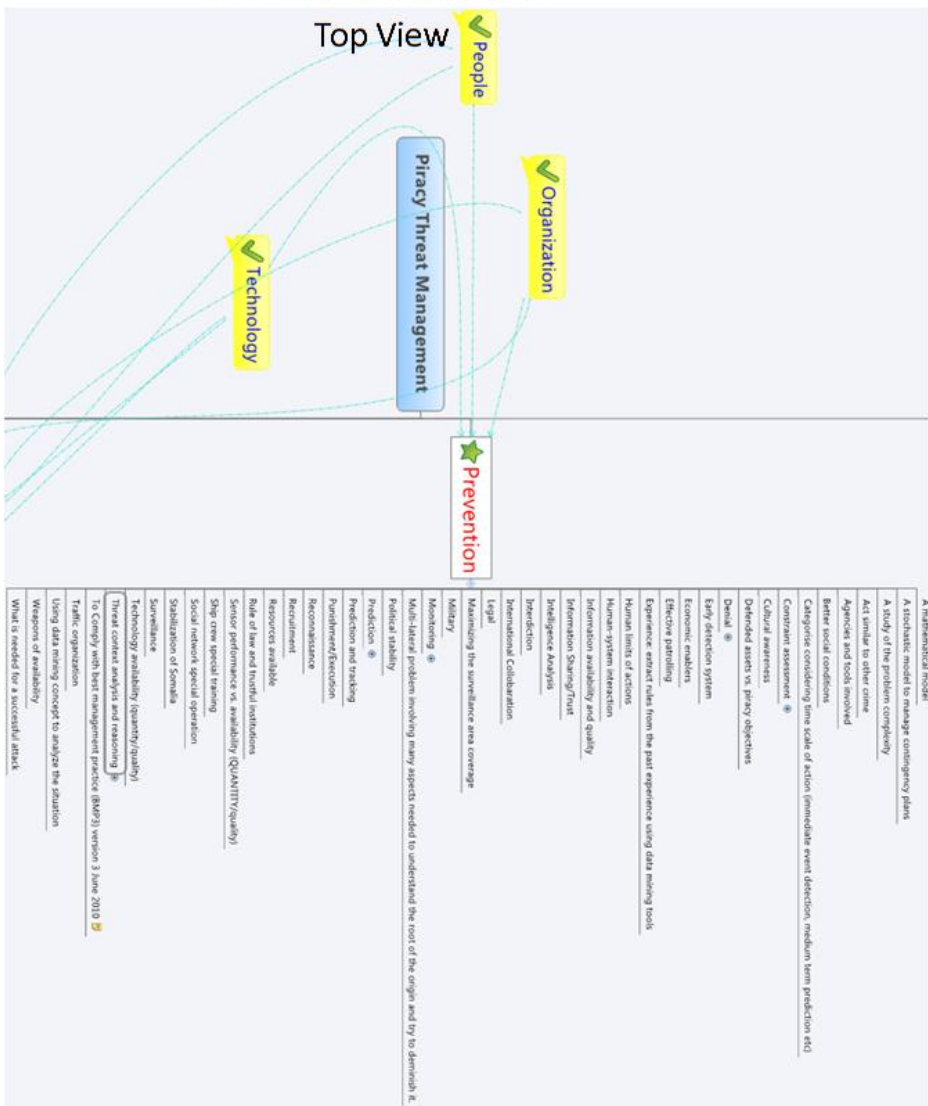 Top View
People
Organization
Piracy Threat Management
Technology
Prevention
A mathematical model
A stochastic model to manage contingency plans
A study of the problem complexity
Act similar to other crime
Agencies and tools involved
Better social conditions
Categorise considering time scale of action (immediate event detection, medium term prediction etc)
Constraint assessment
Cultural awareness
Defended assets vs. piracy objectives
Denial
Early detection system
Economic enablers
Effective patrolling
Experience: extract rules from the past experience using data mining tools
Human limits of actions
Human-system interaction
Information availability and quality
Information Sharing/Trust
Intelligence Analysis
Interdiction
International Collobaration
Legal
Maximizing the surveillance area coverage
Military
Monitoring
Multi-lateral problem involving many aspects needed to understand the root of the origin and try to deminish it.
Political stability
Prediction
Prediction and tracking
Punishment/Execution
Reconnaissance
Recruitment
Resources available
Rule of law and trustful institutions
Sensor performance vs. availability (QUANTITY/quality)
Ship crew special training
Social network special operation
Stabilization of Somalia
Surveillance
Technology availability (quantity/quality)
Threat context analysis and reasoning
To Comply with best management practice (BMP3) version 3 June 2010
Traffic organization
Using data mining concept to analyze the situation
Weapons of availability
What is needed for a successful attack